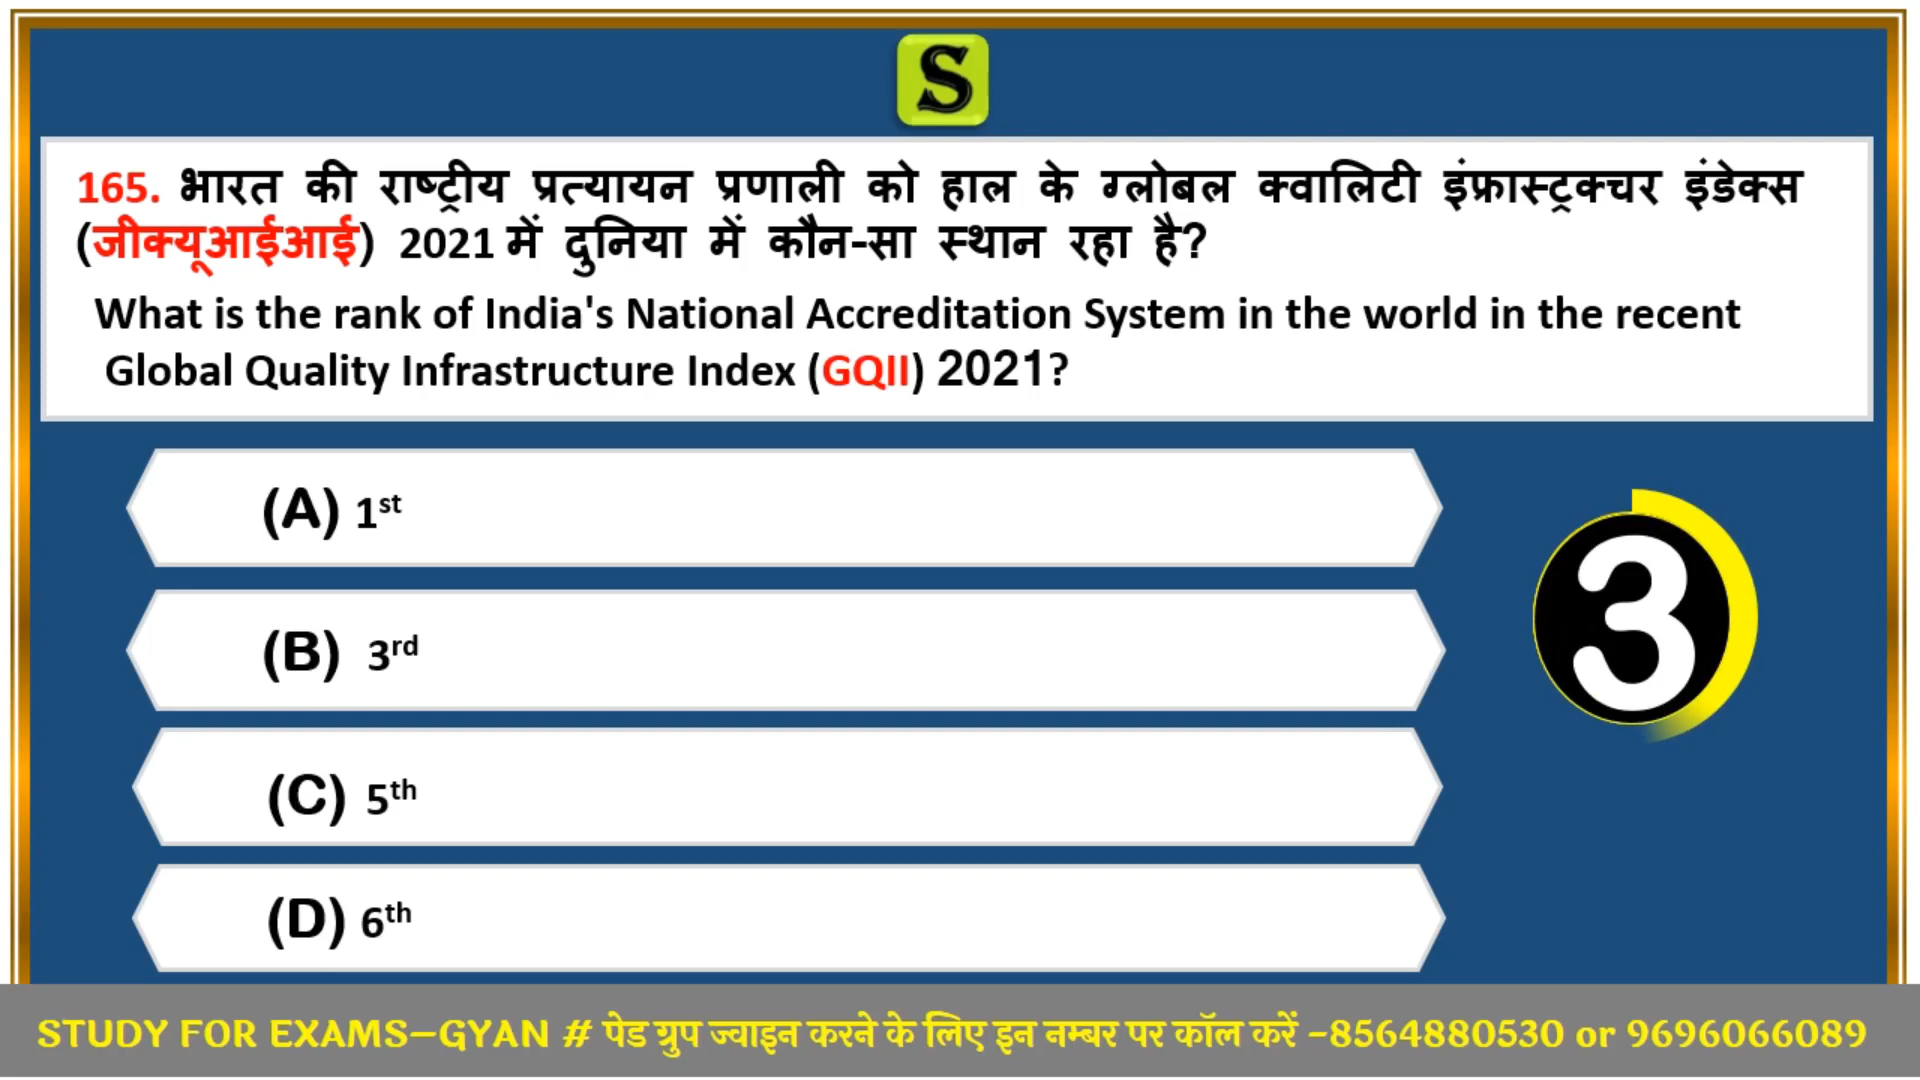 S
165. भारत की राष्ट्रीय प्रत्यायन प्रणाली को हाल के ग्लोबल क्वालिटी इंफ्रास्ट्रक्चर इंडेक्स
(जीक्यूआईआई) 2021 में दुनिया में कौन-सा स्थान रहा है?
What is the rank of India's National Accreditation System in the world in the recent
Global Quality Infrastructure Index (GQII) 2021?
(A) 1st
(B) 3rd
3
(C) 5th
(D) 6th
STUDY FOR EXAMS–GYAN # पेड ग्रुप ज्वाइन करने के लिए इन नम्बर पर कॉल करें –8564880530 or 9696066089